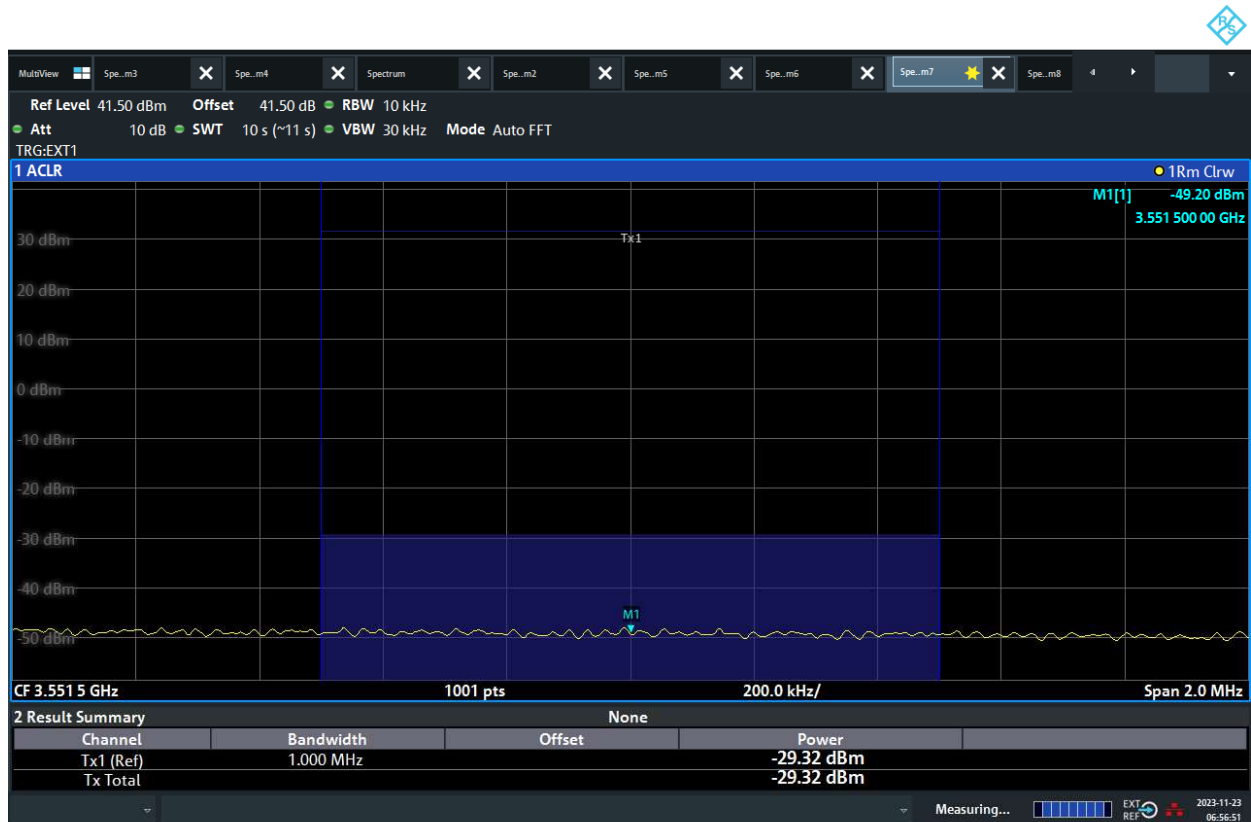 R&S
MultiView Spe..m3 Spe..m4 Spectrum Spe..m2 Spe..m5 Spe..m6 Spe..m7 Spe..m8
Ref Level 41.50 dBm Offset 41.50 dB RBW 10 kHz
Att 10 dB SWT 10 s (~11 s) VBW 30 kHz Mode Auto FFT
TRG:EXT1
1 ACLR 1Rm Clrw
M1[1] -49.20 dBm
3.551 500 00 GHz
30 dBm Tx1
20 dBm
10 dBm
0 dBm
-10 dBm
-20 dBm
-30 dBm
-40 dBm
M1
-50 dBm
CF 3.551 5 GHz 1001 pts 200.0 kHz/ Span 2.0 MHz
2 Result Summary None
Channel Bandwidth Offset Power
Tx1 (Ref) 1.000 MHz -29.32 dBm
Tx Total -29.32 dBm
Measuring... EXT REF 2023-11-23
06:56:51